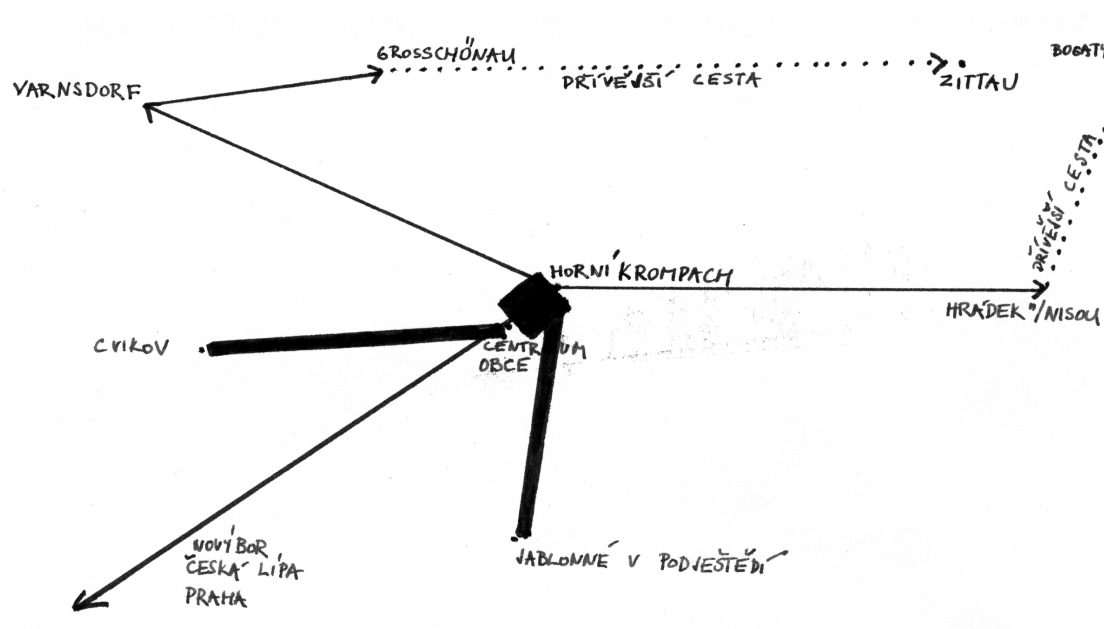 GROSSCHÖNAU
BOGATY
VARNSDORF
DŘÍVĚJŠÍ CESTA
ZITTAU
DŘÍVĚJŠÍ CESTA
HORNÍ KROMPACH
HRÁDEK "/NISOU
CVIKOV
CENTRUM
OBCE
NOVÝ BOR
ČESKÁ LÍPA
PRAHA
JABLONNÉ V PODJEŠTĚDÍ